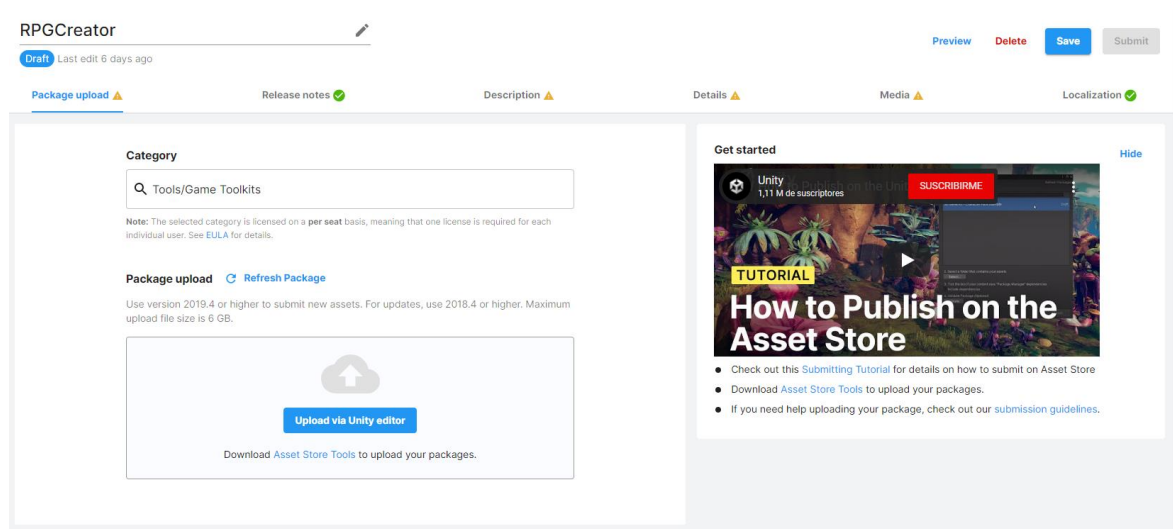 RPGCreator
Draft Last edit 6 days ago
Preview Delete Save Submit
Package upload Release notes Description Details Media Localization
Category
Tools/Game Toolkits
Note: The selected category is licensed on a per seat basis, meaning that one license is required for each
individual user. See EULA for details.
Package upload Refresh Package
Use version 2019.4 or higher to submit new assets. For updates, use 2018.4 or higher. Maximum
upload file size is 6 GB.
Upload via Unity editor
Download Asset Store Tools to upload your packages.
Get started
Hide
Unity
1,11 M de suscriptores
SUSCRIBIRME
TUTORIAL
How to Publish on the
Asset Store
Check out this Submitting Tutorial for details on how to submit on Asset Store
Download Asset Store Tools to upload your packages.
If you need help uploading your package, check out our submission guidelines.